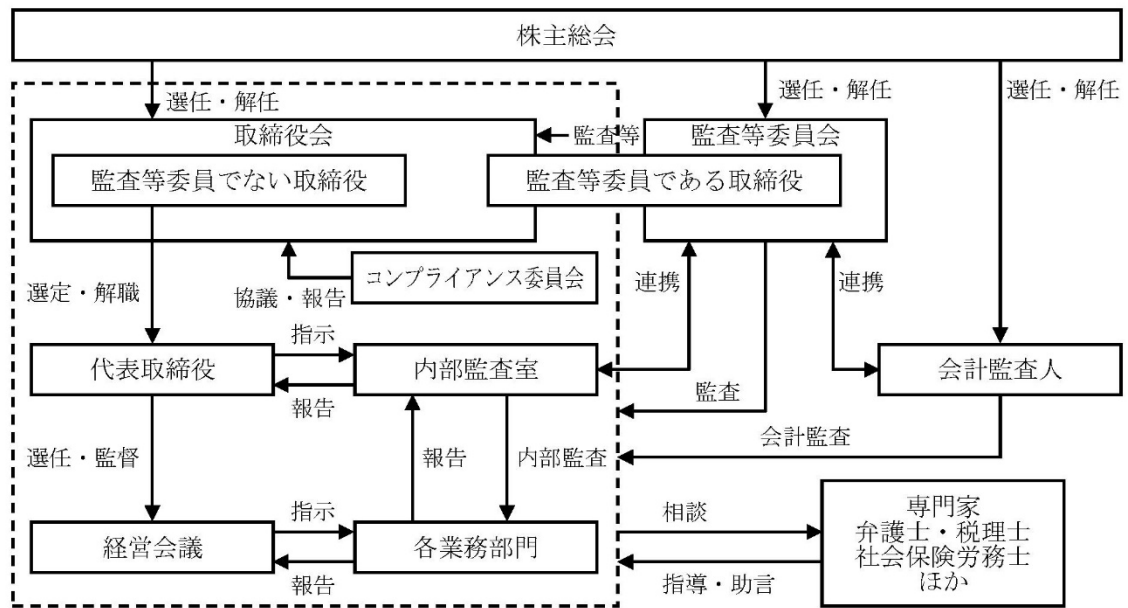 株主総会
選任・解任
選任・解任
選任・解任
取締役会
監査等
監査等委員会
監査等委員でない取締役
監査等委員である取締役
コンプライアンス委員会
協議・報告
選定・解職
連携
連携
指示
代表取締役
内部監査室
会計監査人
報告
監査
選任・監督
報告
内部監査
会計監査
指示
相談
経営会議
各業務部門
報告
指導・助言
専門家
弁護士・税理士
社会保険労務士
ほか